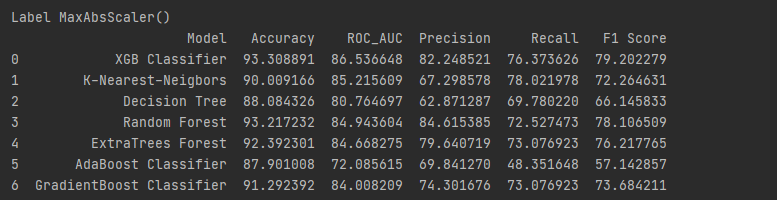 Label MaxAbsScaler()
Model Accuracy ROC_AUC Precision Recall F1 Score
0 XGB Classifier 93.308891 86.536648 82.248521 76.373626 79.202279
1 K-Nearest-Neigbors 90.009166 85.215609 67.298578 78.021978 72.264631
2 Decision Tree 88.084326 80.764697 62.871287 69.780220 66.145833
3 Random Forest 93.217232 84.943604 84.615385 72.527473 78.106509
4 ExtraTrees Forest 92.392301 84.668275 79.640719 73.076923 76.217765
5 AdaBoost Classifier 87.901008 72.085615 69.841270 48.351648 57.142857
6 GradientBoost Classifier 91.292392 84.008209 74.301676 73.076923 73.684211